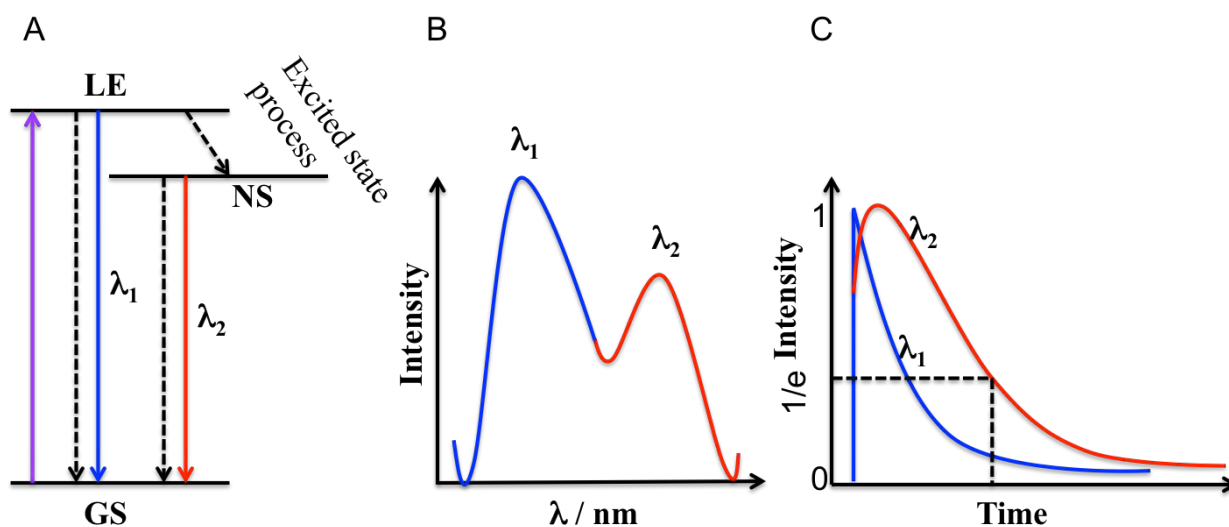 A
LE
Excited state
process
NS
λ1
λ2
GS
B
λ1
λ2
Intensity
λ / nm
C
1
λ2
Intensity
λ1
1/e
0
Time